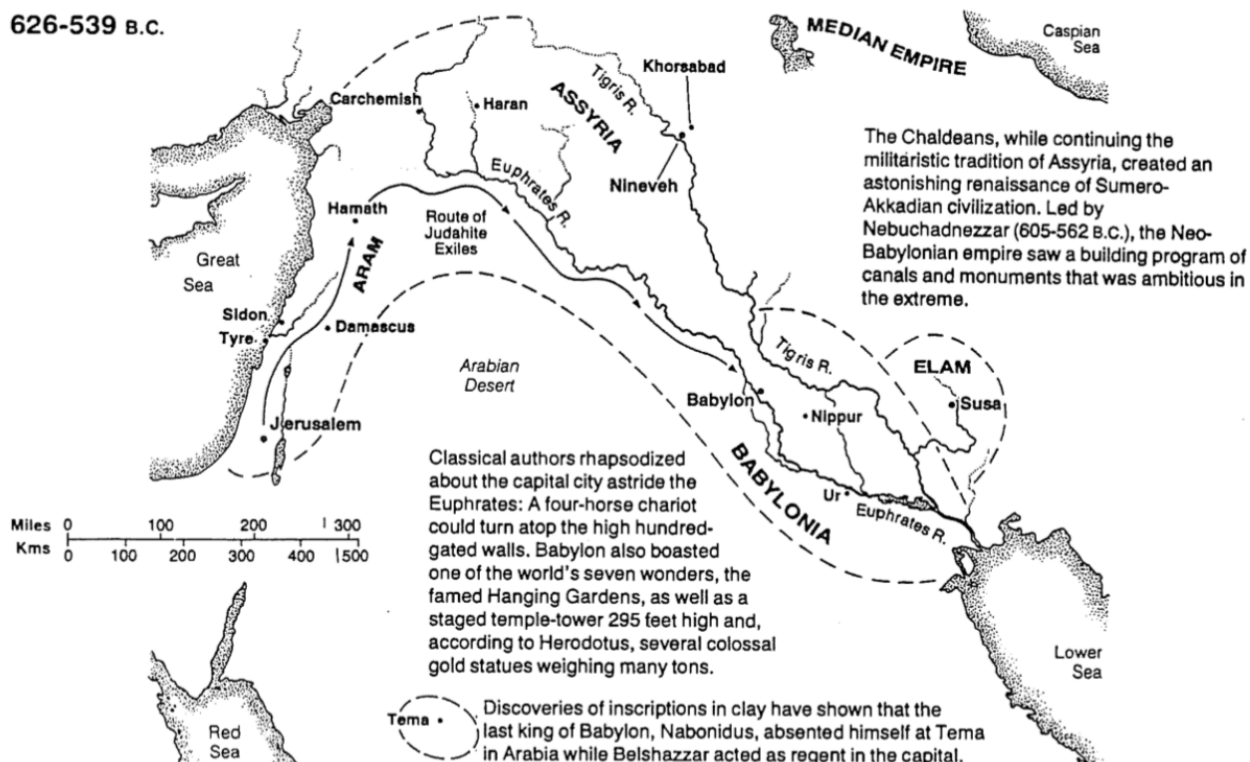 626-539 B.C.
MEDIAN EMPIRE
Caspian
Sea
Khorsabad
Tigris R.
Carchemish
Haran
ASSYRIA
Nineveh
Euphrates R.
The Chaldeans, while continuing the
militaristic tradition of Assyria, created an
astonishing renaissance of Sumero-
Akkadian civilization. Led by
Nebuchadnezzar (605-562 B.C.), the Neo-
Babylonian empire saw a building program of
canals and monuments that was ambitious in
the extreme.
Hamath
Route of
Judahite
Exiles
ARAM
Great
Sea
Sidon
Tyre
Damascus
Arabian
Desert
Tigris R.
ELAM
Susa
Babylon
Nippur
Jerusalem
BABYLONIA
Ur
Euphrates R.
Classical authors rhapsodized
about the capital city astride the
Euphrates: A four-horse chariot
could turn atop the high hundred-
gated walls. Babylon also boasted
one of the world's seven wonders, the
famed Hanging Gardens, as well as a
staged temple-tower 295 feet high and,
according to Herodotus, several colossal
gold statues weighing many tons.
Miles 0 100 200 300
Kms 0 100 200 300 400 500
Lower
Sea
Red
Sea
Tema
Discoveries of inscriptions in clay have shown that the
last king of Babylon, Nabonidus, absented himself at Tema
in Arabia while Belshazzar acted as regent in the capital.